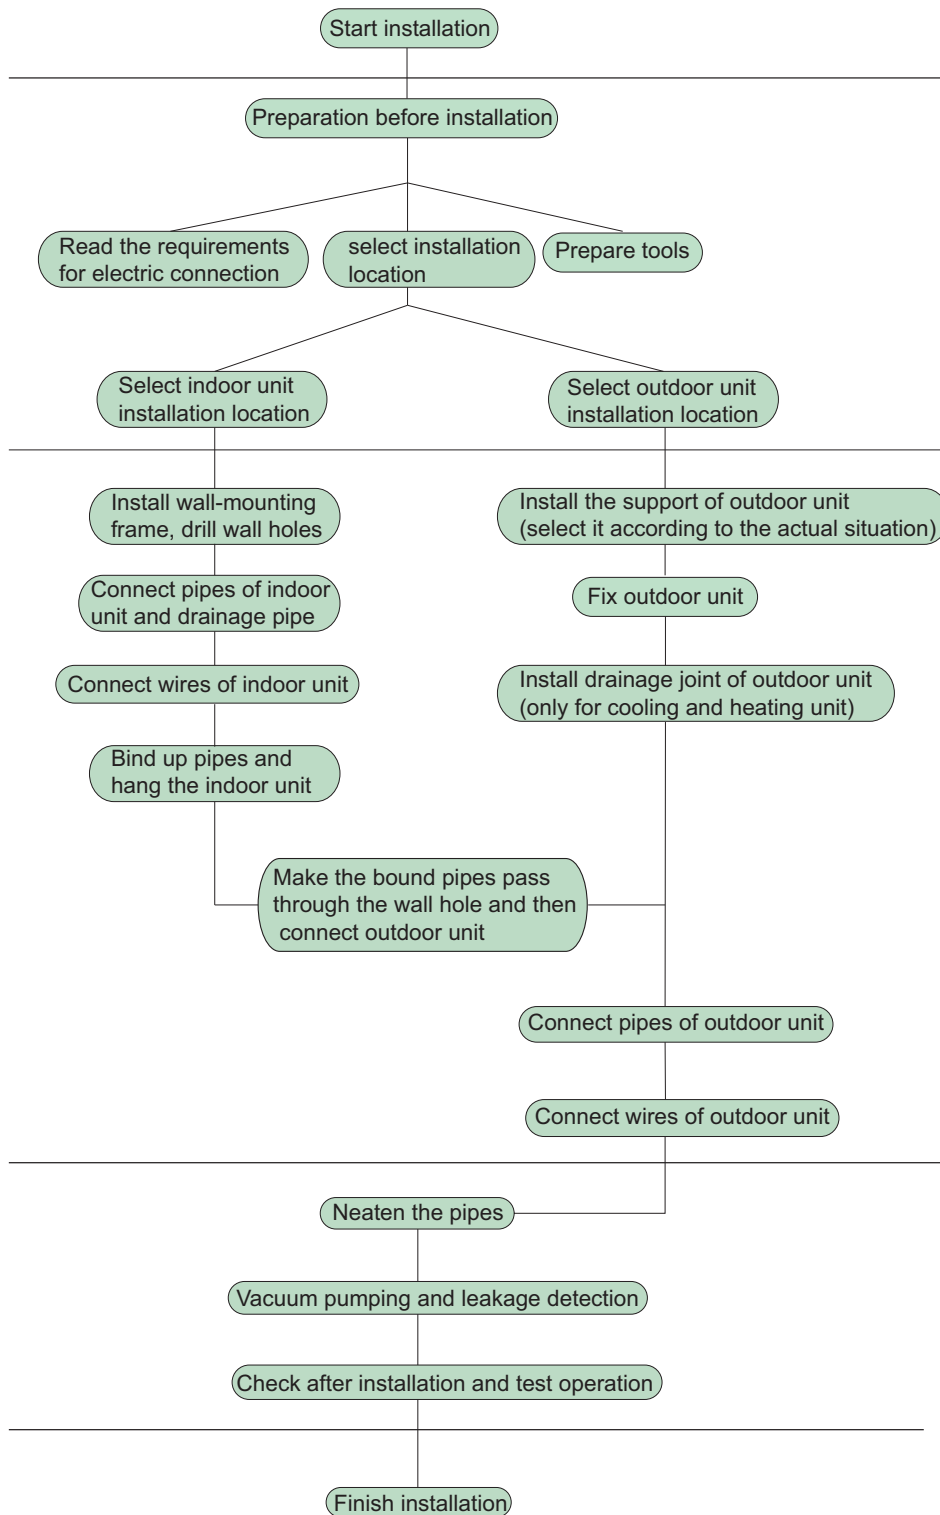 Start installation
Preparation before installation
Read the requirements
for electric connection
select installation
location
Prepare tools
Select indoor unit
installation location
Select outdoor unit
installation location
Install wall-mounting
frame, drill wall holes
Install the support of outdoor unit
(select it according to the actual situation)
Connect pipes of indoor
unit and drainage pipe
Fix outdoor unit
Connect wires of indoor unit
Install drainage joint of outdoor unit
(only for cooling and heating unit)
Bind up pipes and
hang the indoor unit
Make the bound pipes pass
through the wall hole and then
connect outdoor unit
Connect pipes of outdoor unit
Connect wires of outdoor unit
Neaten the pipes
Vacuum pumping and leakage detection
Check after installation and test operation
Finish installation